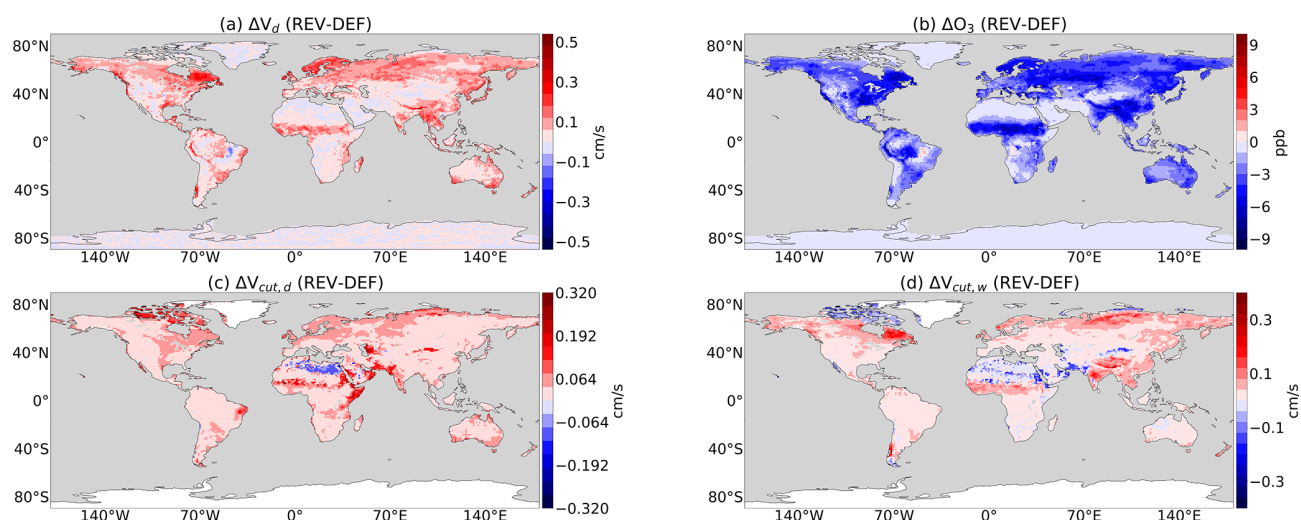 (a) ΔV_d (REV-DEF)
80°N
40°N
0°
40°S
80°S
140°W 70°W 0° 70°E 140°E
0.5
0.3
0.1
−0.1
−0.3
−0.5
cm/s
(b) ΔO_3 (REV-DEF)
80°N
40°N
0°
40°S
80°S
140°W 70°W 0° 70°E 140°E
9
6
3
0
−3
−6
−9
ppb
(c) ΔV_cut,d (REV-DEF)
80°N
40°N
0°
40°S
80°S
140°W 70°W 0° 70°E 140°E
0.320
0.192
0.064
−0.064
−0.192
−0.320
cm/s
(d) ΔV_cut,w (REV-DEF)
80°N
40°N
0°
40°S
80°S
140°W 70°W 0° 70°E 140°E
0.3
0.1
−0.1
−0.3
cm/s